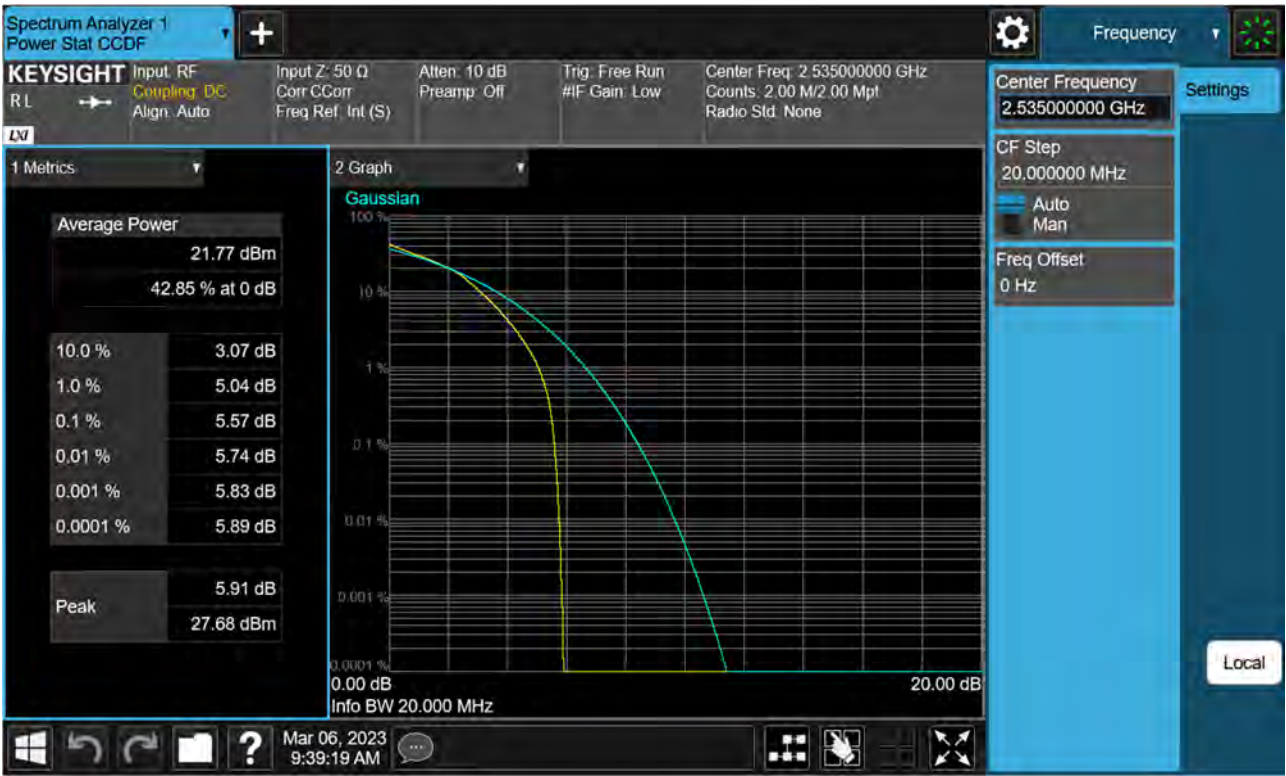 Spectrum Analyzer 1
Power Stat CCDF
+
Frequency
KEYSIGHT
RL
LXI
Input: RF
Coupling: DC
Align: Auto
Input Z: 50 Ω
Corr CCorr
Freq Ref: Int (S)
Atten: 10 dB
Preamp: Off
Trig: Free Run
#IF Gain: Low
Center Freq: 2.535000000 GHz
Counts: 2.00 M/2.00 Mpt
Radio Std: None
Center Frequency
2.535000000 GHz
Settings
CF Step
20.000000 MHz
Auto
Man
Freq Offset
0 Hz
1 Metrics
Average Power
21.77 dBm
42.85 % at 0 dB
10.0 % 3.07 dB
1.0 % 5.04 dB
0.1 % 5.57 dB
0.01 % 5.74 dB
0.001 % 5.83 dB
0.0001 % 5.89 dB
Peak
5.91 dB
27.68 dBm
2 Graph
Gaussian
100 %
10 %
1 %
0.1 %
0.01 %
0.001 %
0.0001 %
0.00 dB
20.00 dB
Info BW 20.000 MHz
Local
?
Mar 06, 2023
9:39:19 AM